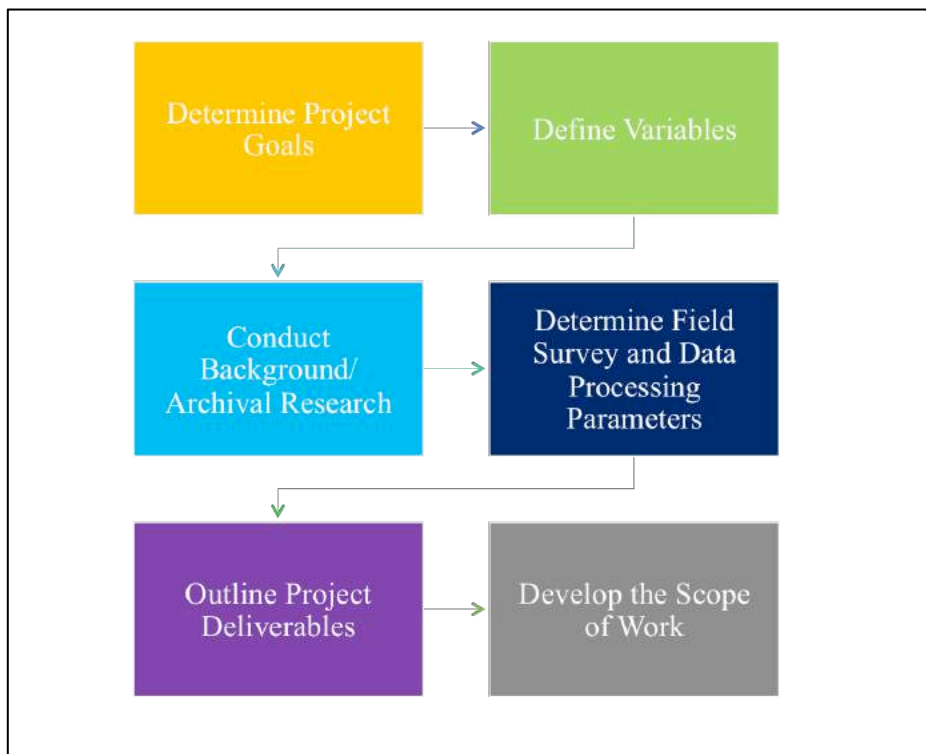 Determine Project
Goals
Define Variables
Conduct
Background/
Archival Research
Determine Field
Survey and Data
Processing
Parameters
Outline Project
Deliverables
Develop the Scope
of Work